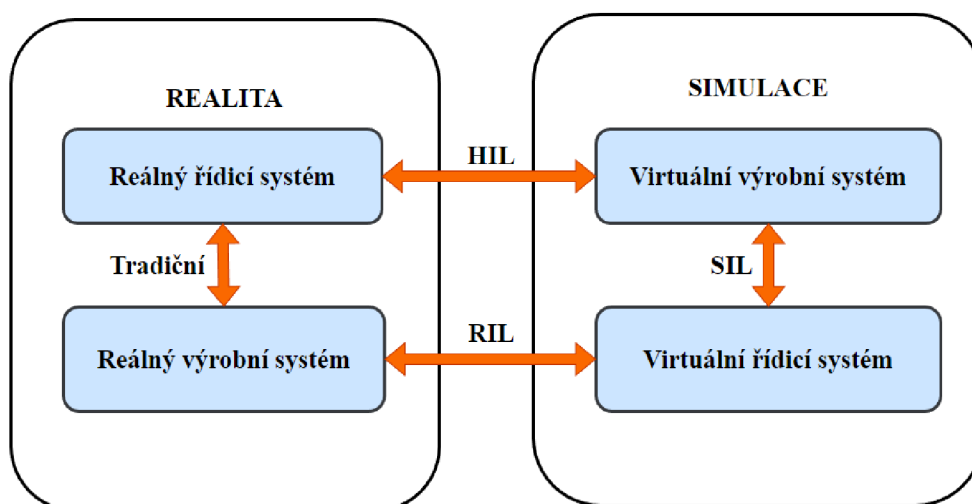 REALITA
SIMULACE
Reálný řídicí systém
HIL
Virtuální výrobní systém
Tradiční
SIL
Reálný výrobní systém
RIL
Virtuální řídicí systém